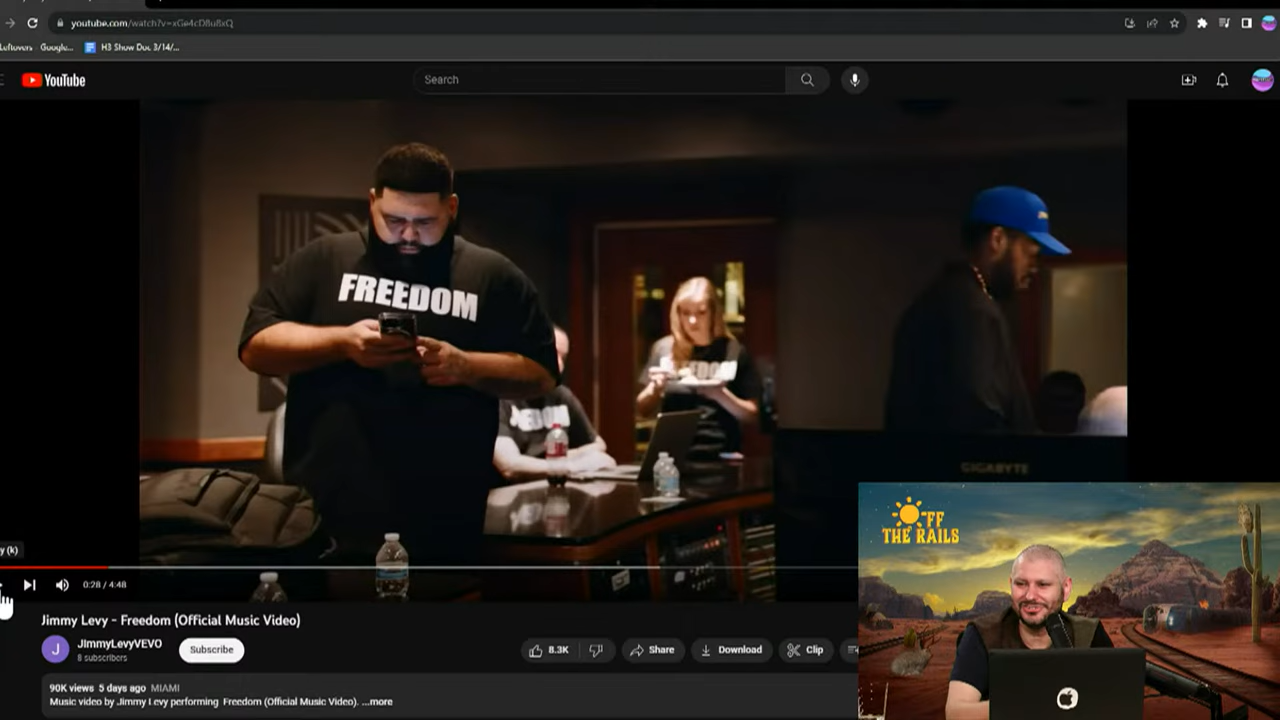 youtube.com/watch?v=xGe4cD8u8xQ
Leftovers - Google...
H3 Show Doc 3/14/...
YouTube
Search
FREEDOM
GIGABYTE
OFF
THE RAILS
y (k)
0:28 / 4:48
Jimmy Levy - Freedom (Official Music Video)
J
JimmyLevyVEVO
8 subscribers
Subscribe
8.3K
Share
Download
Clip
90K views 5 days ago MIAMI
Music video by Jimmy Levy performing Freedom (Official Music Video). ...more